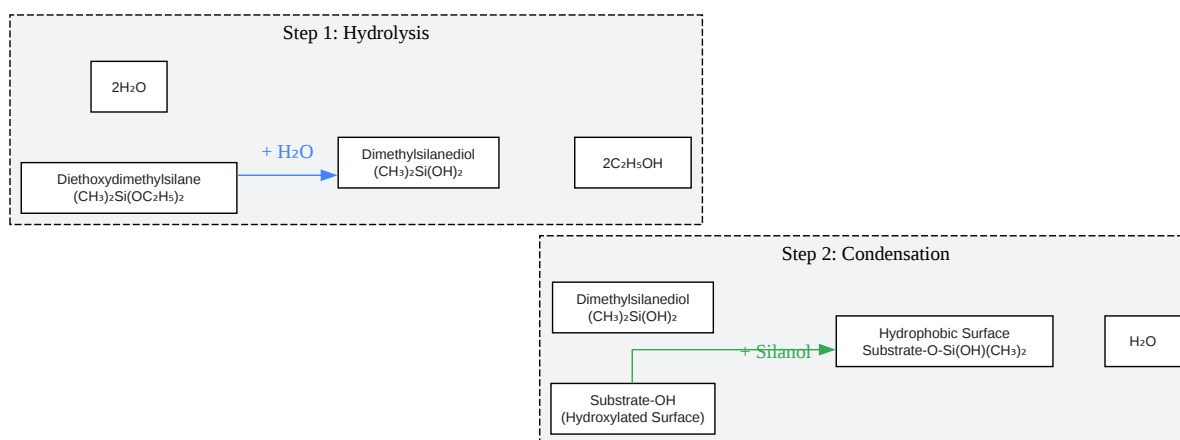 Step 1: Hydrolysis
2H₂O
Diethoxydimethylsilane
(CH₃)₂Si(OC₂H₅)₂
+ H₂O
Dimethylsilanediol
(CH₃)₂Si(OH)₂
2C₂H₅OH
Step 2: Condensation
Dimethylsilanediol
(CH₃)₂Si(OH)₂
Substrate-OH
(Hydroxylated Surface)
+ Silanol
Hydrophobic Surface
Substrate-O-Si(OH)(CH₃)₂
H₂O